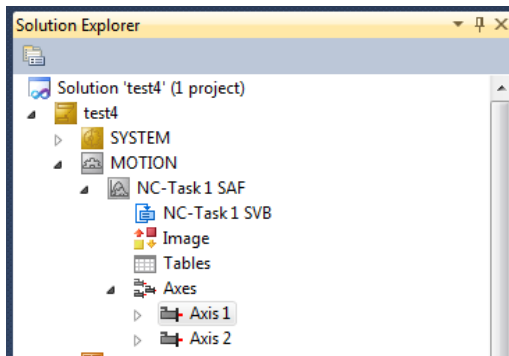 Solution Explorer
Solution 'test4' (1 project)
test4
SYSTEM
MOTION
NC-Task 1 SAF
NC-Task 1 SVB
Image
Tables
Axes
Axis 1
Axis 2